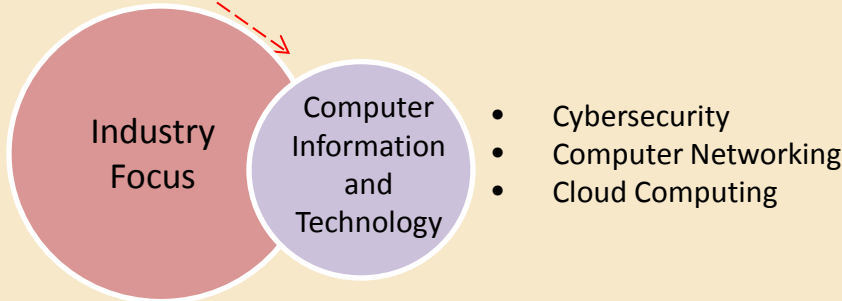 Industry
Focus
Computer
Information
and
Technology
• Cybersecurity
• Computer Networking
• Cloud Computing